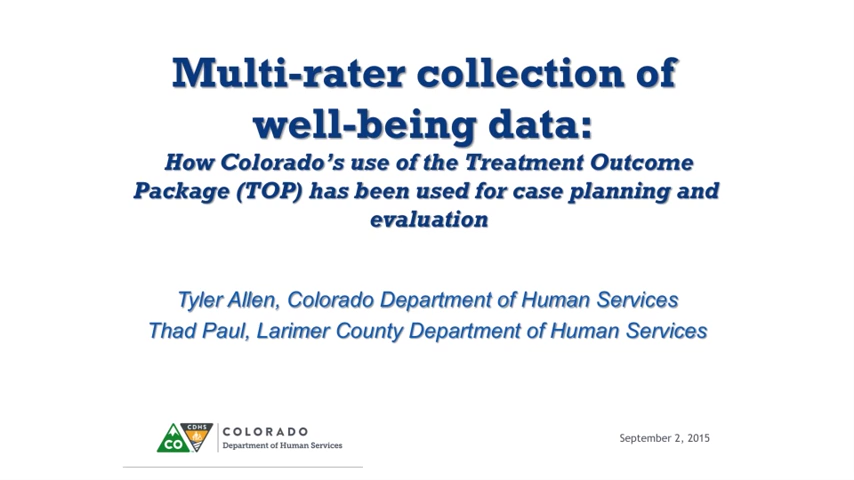 Multi-rater collection of
well-being data:
How Colorado's use of the Treatment Outcome
Package (TOP) has been used for case planning and
evaluation
Tyler Allen, Colorado Department of Human Services
Thad Paul, Larimer County Department of Human Services
CO
CDHS
COLORADO
Department of Human Services
September 2, 2015